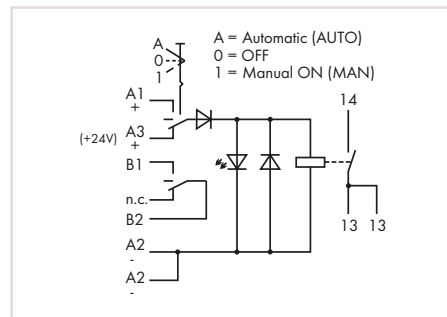 A
0
1
A = Automatic (AUTO)
0 = OFF
1 = Manual ON (MAN)
A1
+
(+24V)
A3
+
B1
n.c.
B2
A2
-
A2
-
14
13 13